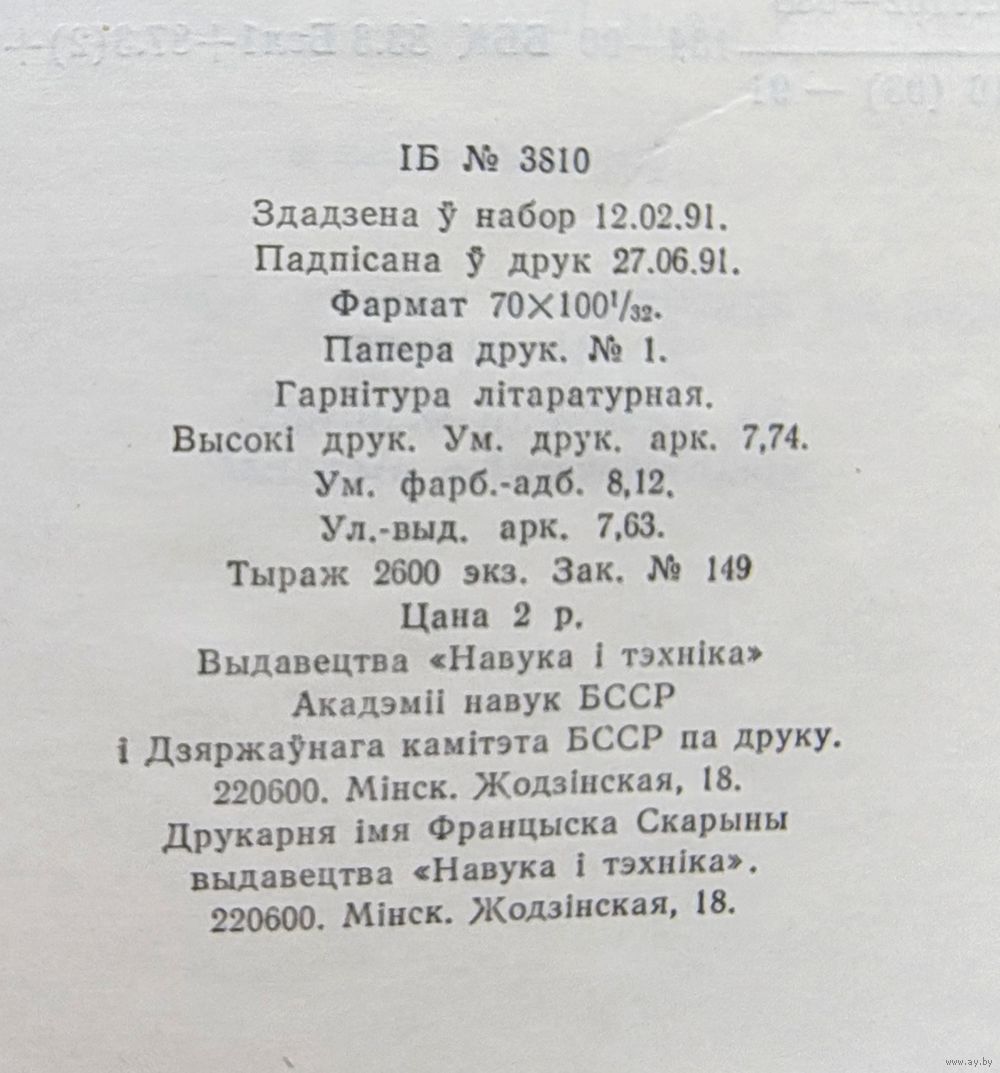 ІБ № 3810
Здадзена ў набор 12.02.91.
Падпісана ў друк 27.06.91.
Фармат 70×100¹/₃₂.
Папера друк. № 1.
Гарнітура літаратурная.
Высокі друк. Ум. друк. арк. 7,74.
Ум. фарб.-адб. 8,12.
Ул.-выд. арк. 7,63.
Тыраж 2600 экз. Зак. № 149
Цана 2 р.
Выдавецтва «Навука і тэхніка»
Акадэміі навук БССР
і Дзяржаўнага камітэта БССР па друку.
220600. Мінск. Жодзінская, 18.
Друкарня імя Францыска Скарыны
выдавецтва «Навука і тэхніка».
220600. Мінск. Жодзінская, 18.
www.ay.by